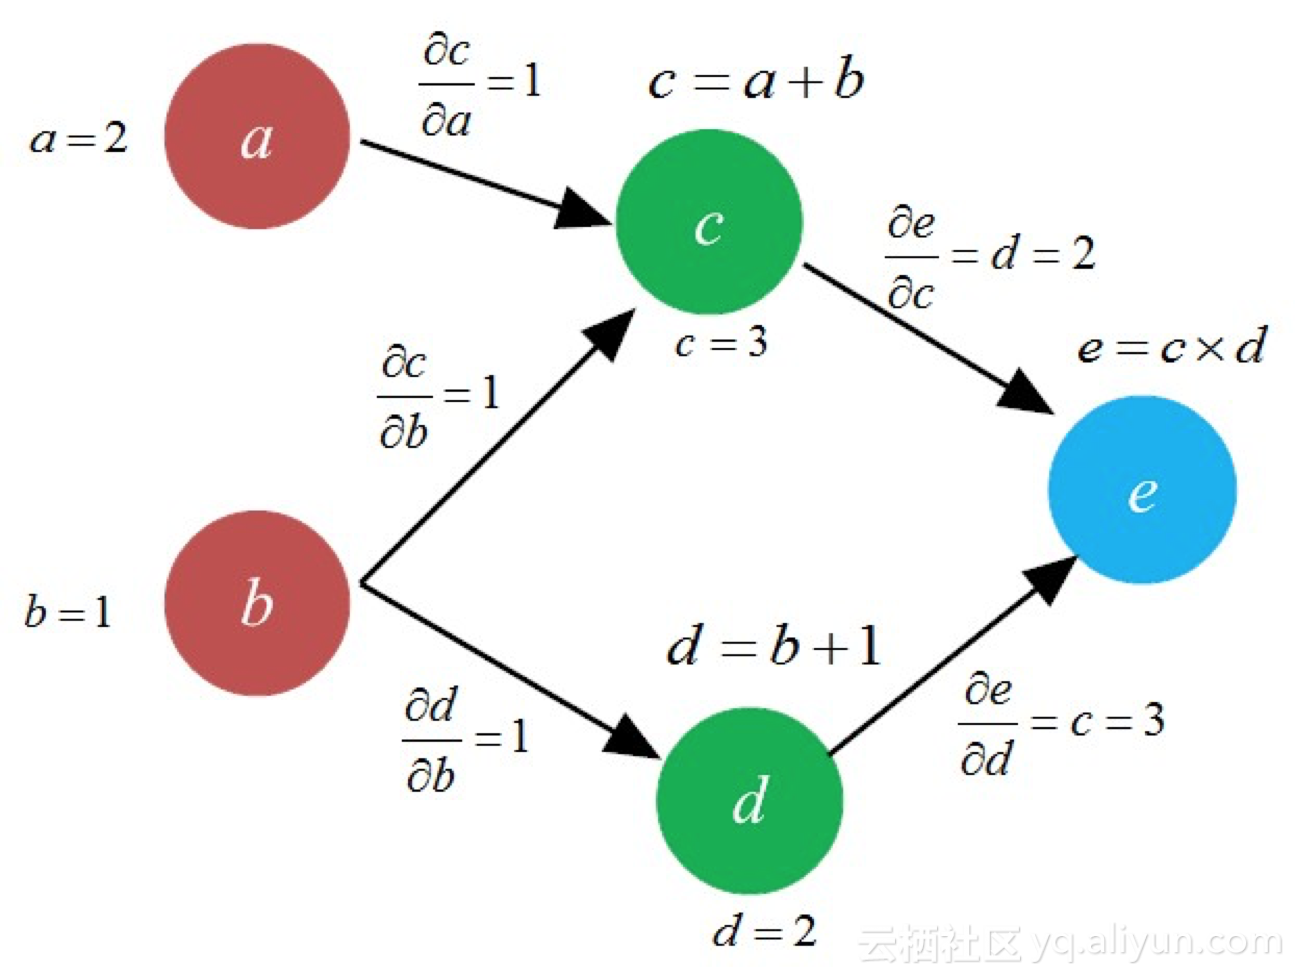 ∂c/∂a = 1
c = a + b
a = 2
a
c
∂e/∂c = d = 2
c = 3
e = c × d
∂c/∂b = 1
e
b = 1
b
d = b + 1
∂d/∂b = 1
∂e/∂d = c = 3
d
d = 2
云栖社区 yq.aliyun.com